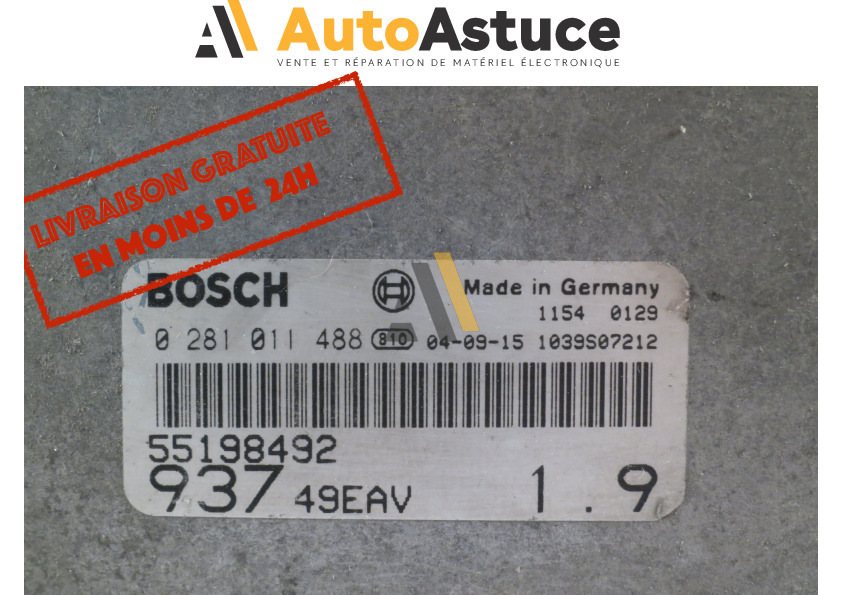 AutoAstuce
VENTE ET RÉPARATION DE MATÉRIEL ÉLECTRONIQUE
LIVRAISON GRATUITE
EN MOINS DE 24H
BOSCH
Made in Germany
1154 0129
0 281 011 488 810 04-09-15 1039S07212
55198492
937 49EAV 1.9